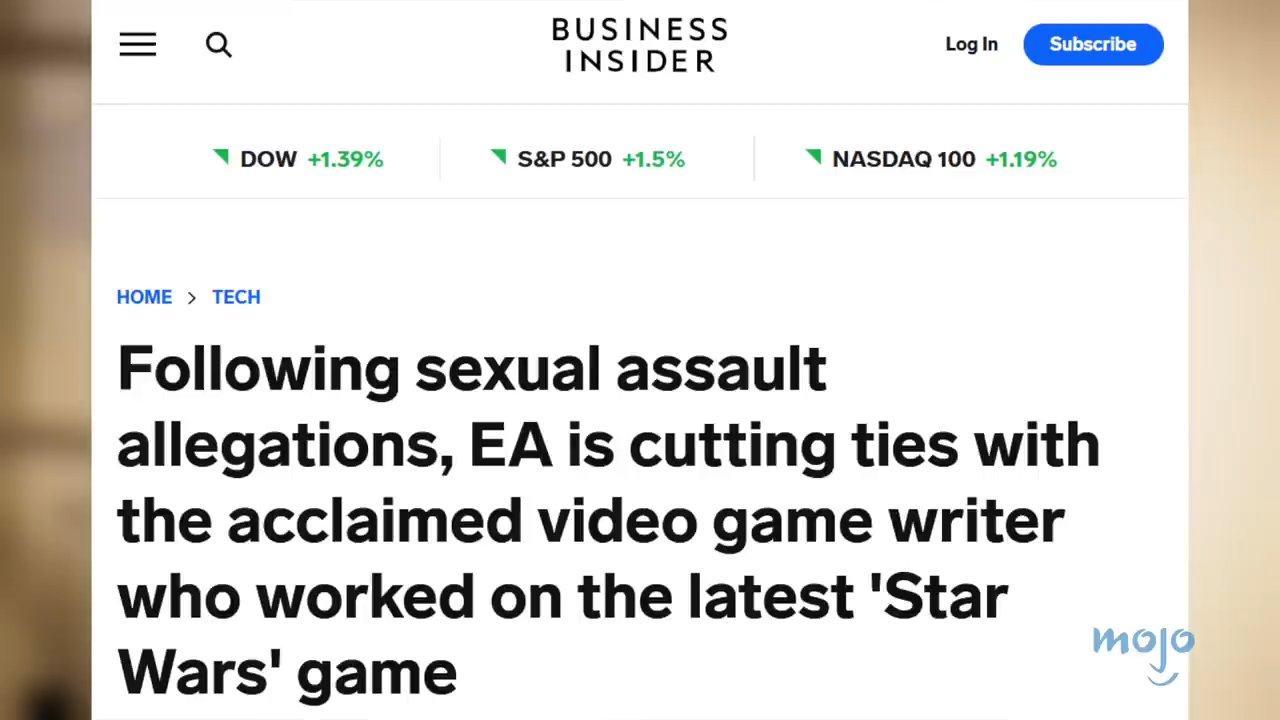 BUSINESS
INSIDER
Log In
Subscribe
DOW +1.39%
S&P 500 +1.5%
NASDAQ 100 +1.19%
HOME > TECH
Following sexual assault
allegations, EA is cutting ties with
the acclaimed video game writer
who worked on the latest 'Star
Wars' game
mojo